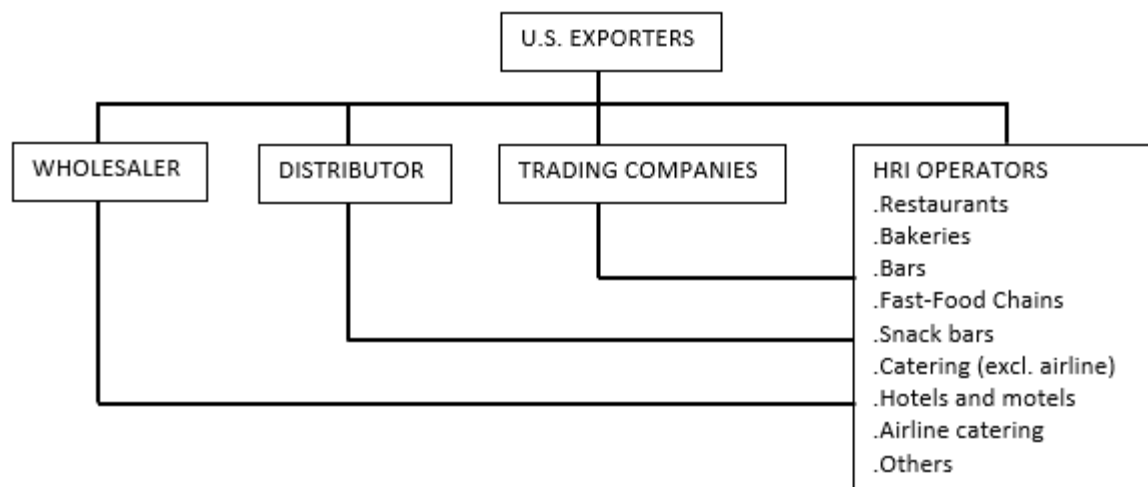 U.S. EXPORTERS
WHOLESALER
DISTRIBUTOR
TRADING COMPANIES
HRI OPERATORS
.Restaurants
.Bakeries
.Bars
.Fast-Food Chains
.Snack bars
.Catering (excl. airline)
.Hotels and motels
.Airline catering
.Others